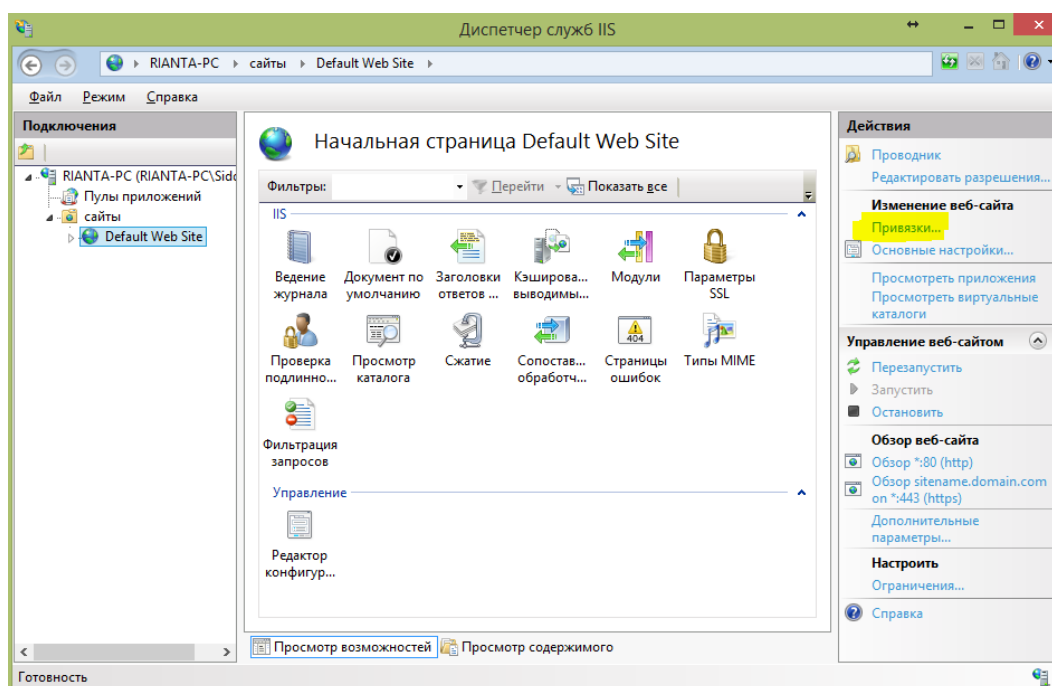 Диспетчер служб IIS
RIANTA-PC сайты Default Web Site
Файл Режим Справка
Подключения
RIANTA-PC (RIANTA-PC\Sido
Пулы приложений
сайты
Default Web Site
Начальная страница Default Web Site
Фильтры: Перейти Показать все
IIS
Ведение
журнала
Документ по
умолчанию
Заголовки
ответов ...
Кэширова...
выводимы...
Модули
Параметры
SSL
Проверка
подлинно...
Просмотр
каталога
Сжатие
Сопостав...
обработч...
404
Страницы
ошибок
Типы MIME
Фильтрация
запросов
Управление
Редактор
конфигур...
Просмотр возможностей Просмотр содержимого
Действия
Проводник
Редактировать разрешения...
Изменение веб-сайта
Привязки...
Основные настройки...
Просмотреть приложения
Просмотреть виртуальные
каталоги
Управление веб-сайтом
Перезапустить
Запустить
Остановить
Обзор веб-сайта
Обзор *:80 (http)
Обзор sitename.domain.com
on *:443 (https)
Дополнительные
параметры...
Настроить
Ограничения...
Справка
Готовность